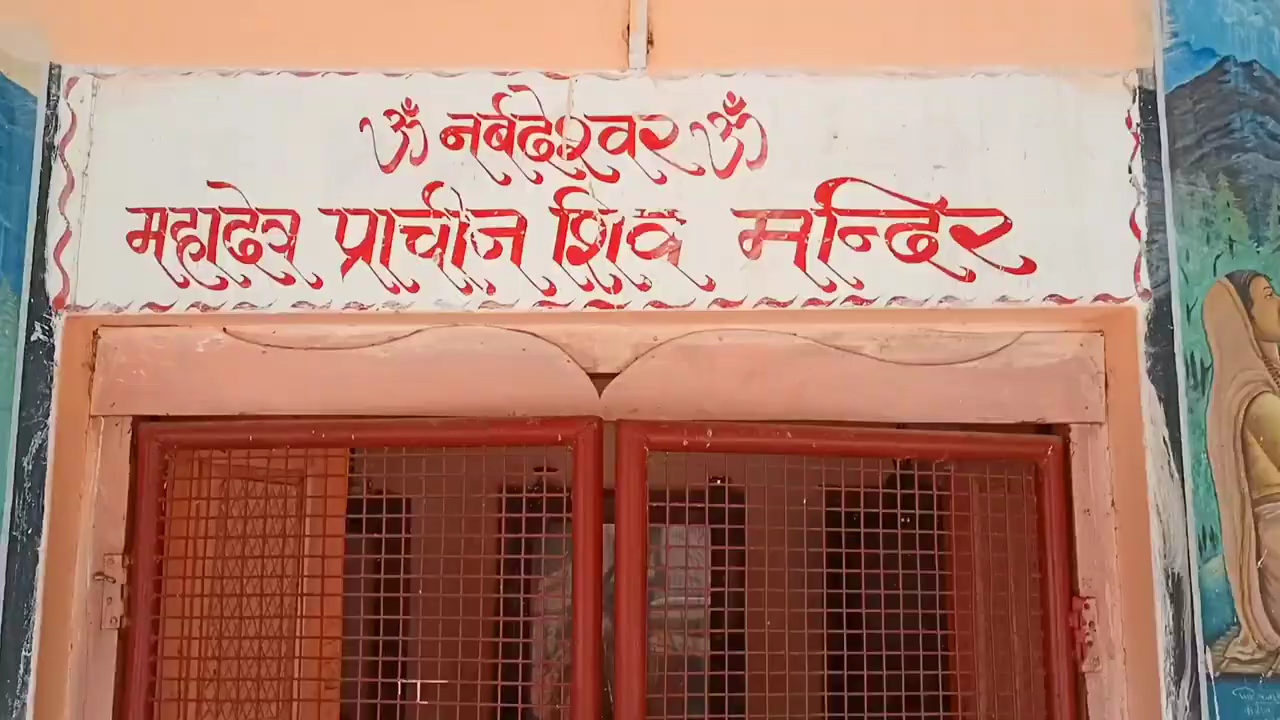 ॐ नर्बदेश्वर ॐ
महादेव प्राचीन शिव मन्दिर